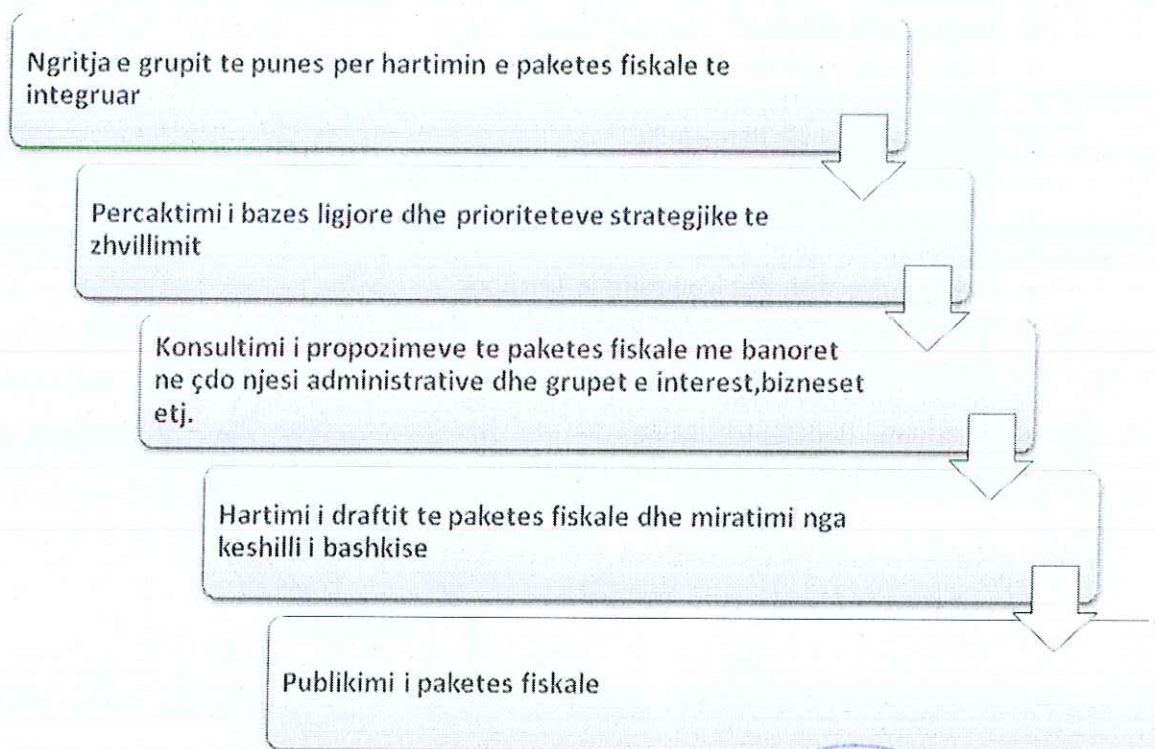 Ngritja e grupit te punes per hartimin e paketes fiskale te
integruar
Percaktimi i bazes ligjore dhe prioriteteve strategjike te
zhvillimit
Konsultimi i propozimeve te paketes fiskale me banoret
ne çdo njesi administrative dhe grupet e interest,bizneset
etj.
Hartimi i draftit te paketes fiskale dhe miratimi nga
keshilli i bashkise
Publikimi i paketes fiskale